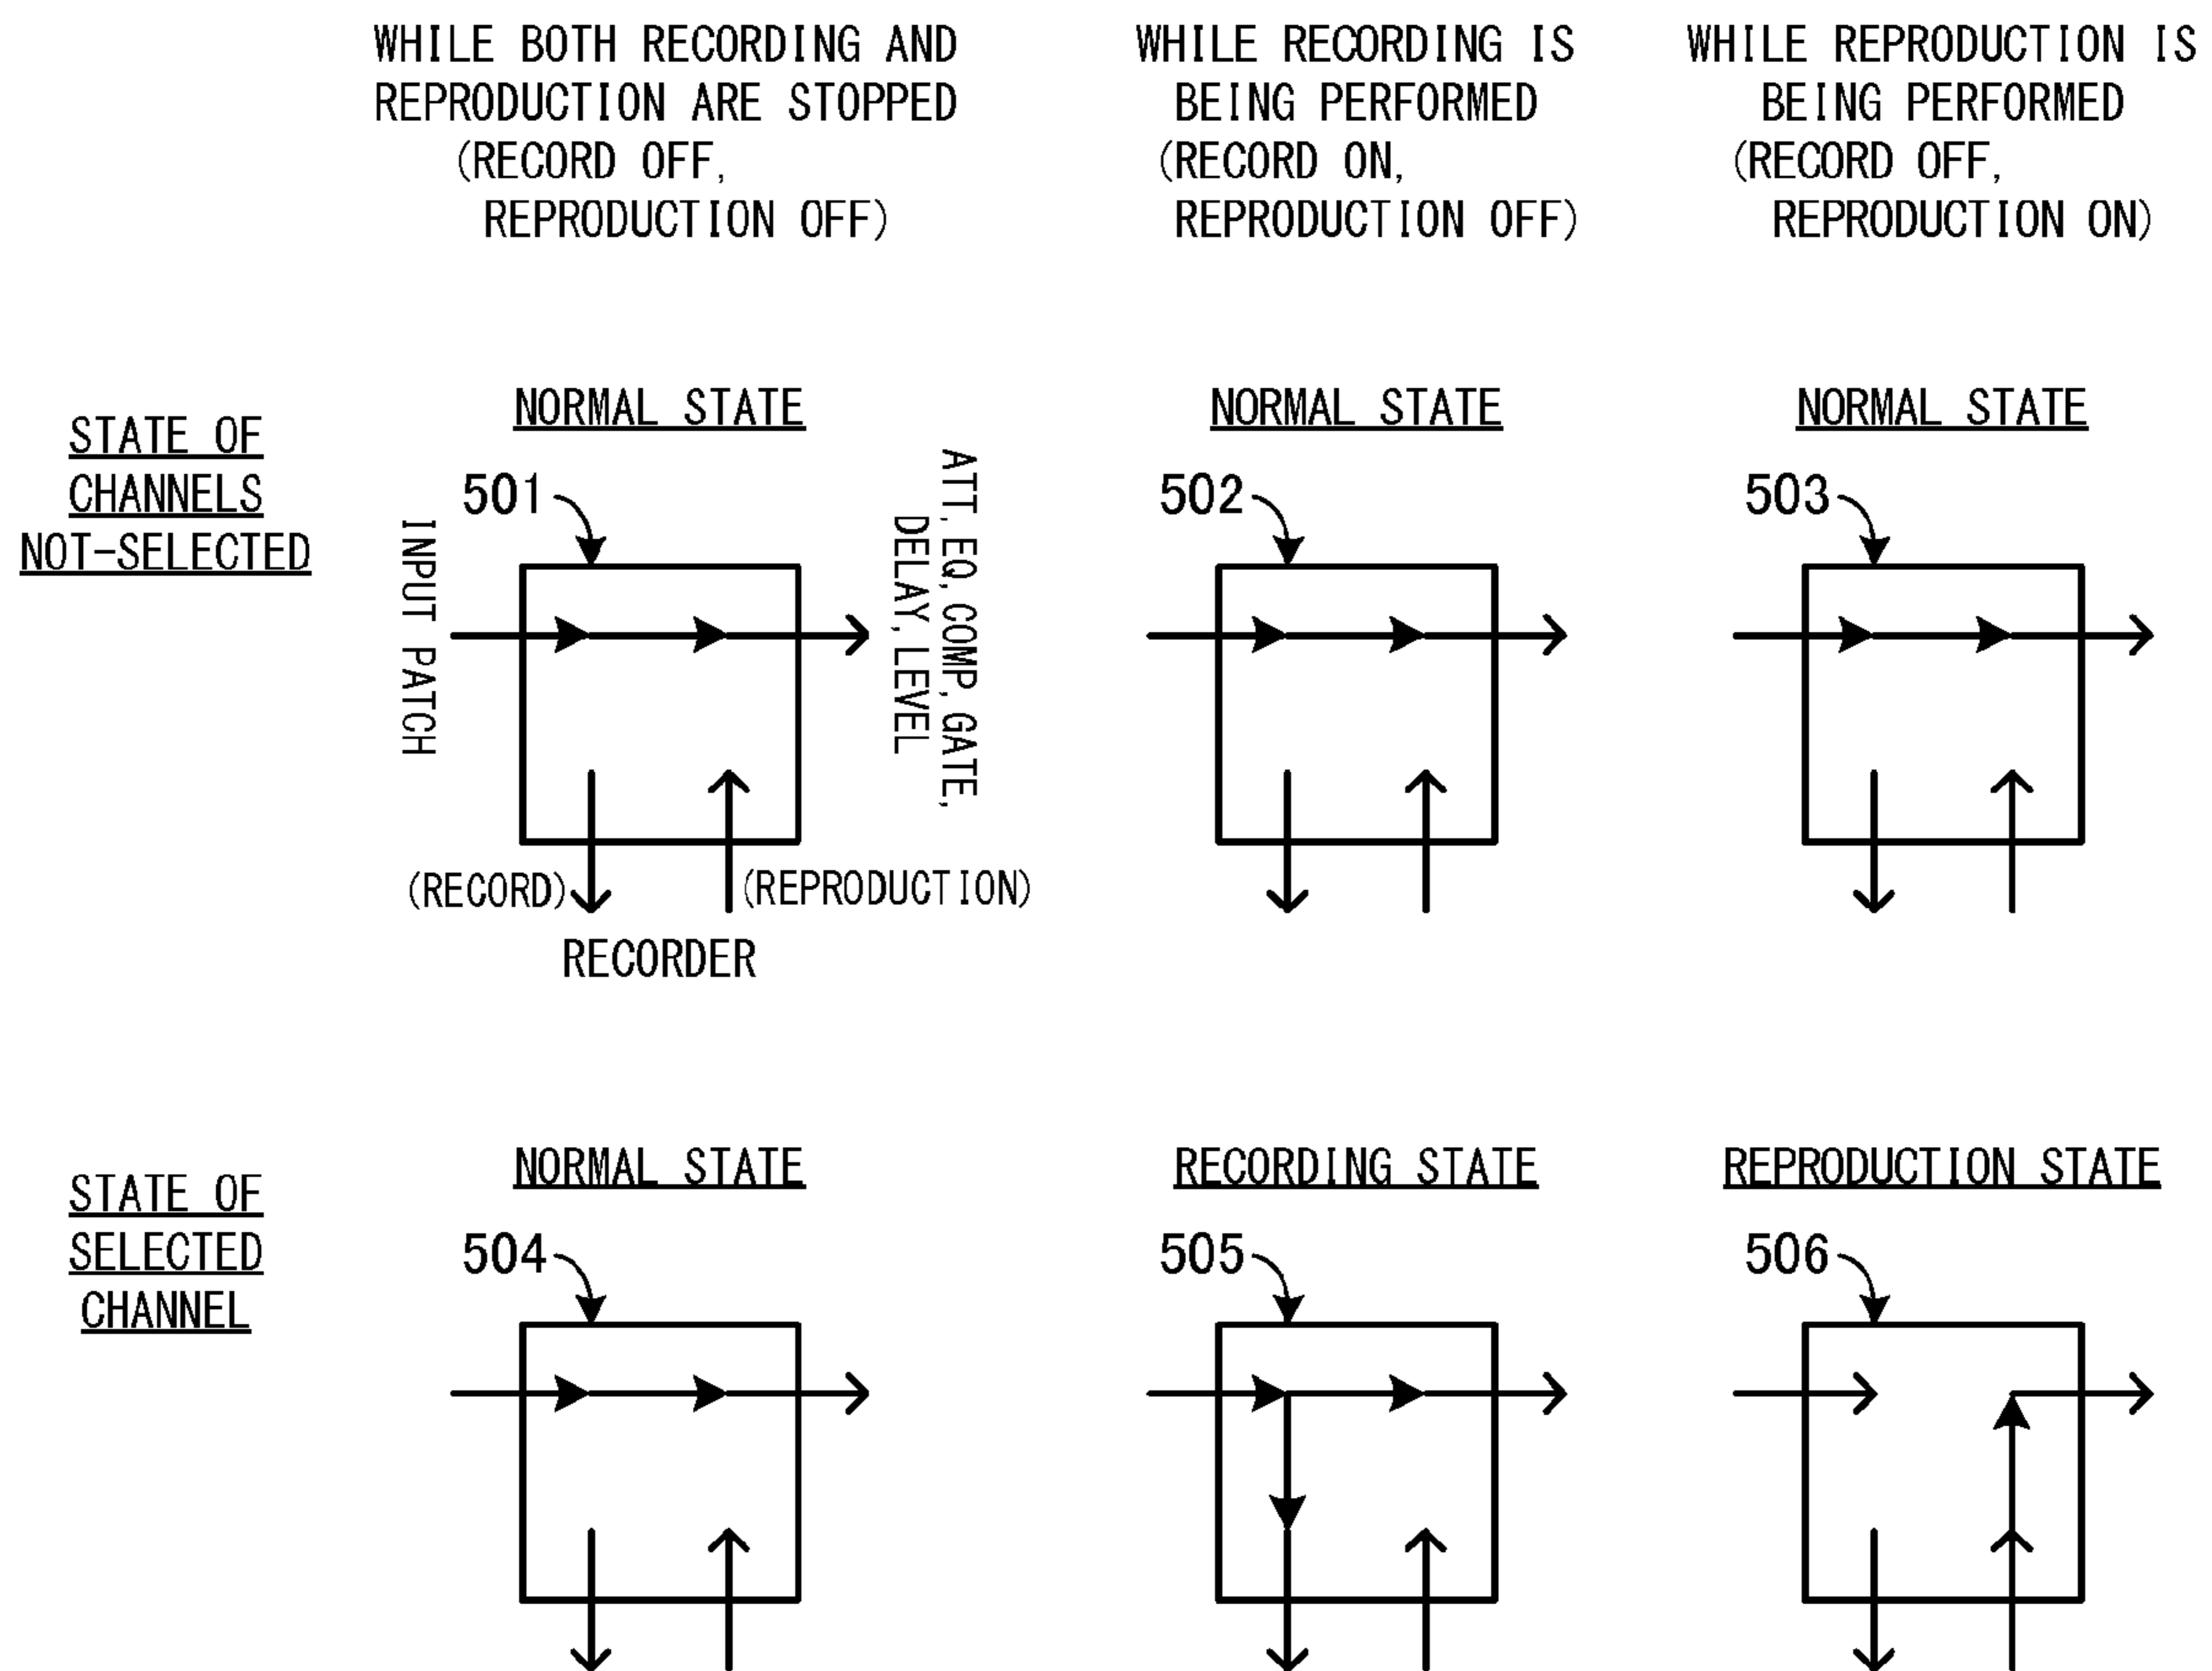 WHILE BOTH RECORDING AND
REPRODUCTION ARE STOPPED
(RECORD OFF,
REPRODUCTION OFF)
WHILE RECORDING IS
BEING PERFORMED
(RECORD ON,
REPRODUCTION OFF)
WHILE REPRODUCTION IS
BEING PERFORMED
(RECORD OFF,
REPRODUCTION ON)
STATE OF
CHANNELS
NOT-SELECTED
NORMAL STATE
501
INPUT PATCH
ATT, EQ, COMP, GATE,
DELAY, LEVEL
(RECORD)
(REPRODUCTION)
RECORDER
NORMAL STATE
502
NORMAL STATE
503
STATE OF
SELECTED
CHANNEL
NORMAL STATE
504
RECORDING STATE
505
REPRODUCTION STATE
506